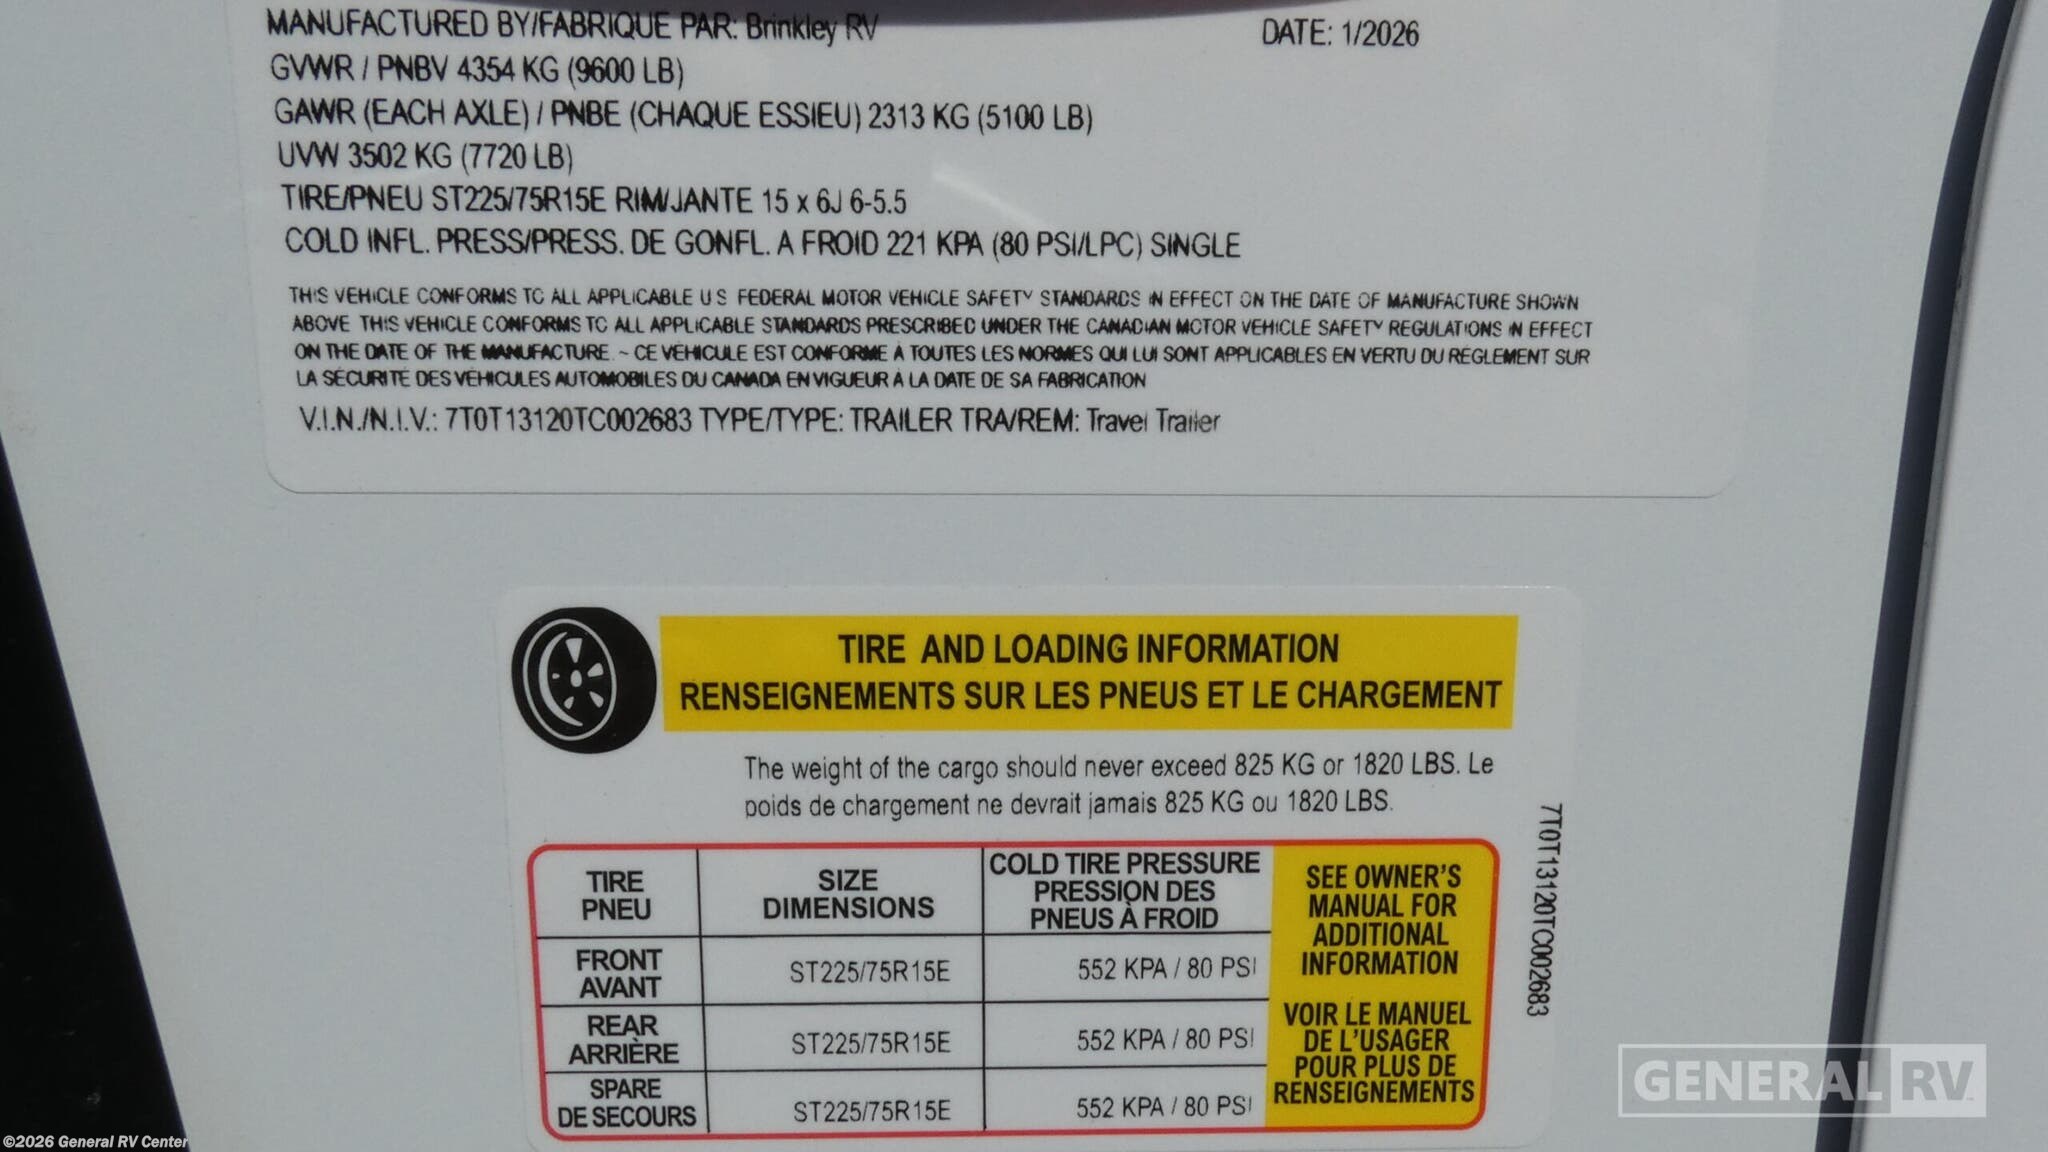 MANUFACTURED BY/FABRIQUE PAR: Brinkley RV DATE: 1/2026
GVWR / PNBV 4354 KG (9600 LB)
GAWR (EACH AXLE) / PNBE (CHAQUE ESSIEU) 2313 KG (5100 LB)
UVW 3502 KG (7720 LB)
TIRE/PNEU ST225/75R15E RIM/JANTE 15 x 6J 6-5.5
COLD INFL. PRESS/PRESS. DE GONFL. A FROID 221 KPA (80 PSI/LPC) SINGLE
THIS VEHICLE CONFORMS TO ALL APPLICABLE U S FEDERAL MOTOR VEHICLE SAFETY STANDARDS IN EFFECT ON THE DATE OF MANUFACTURE SHOWN
ABOVE THIS VEHICLE CONFORMS TO ALL APPLICABLE STANDARDS PRESCRIBED UNDER THE CANADIAN MOTOR VEHICLE SAFETY REGULATIONS IN EFFECT
ON THE DATE OF THE MANUFACTURE. ~ CE VEHICULE EST CONFORME À TOUTES LES NORMES QUI LUI SONT APPLICABLES EN VERTU DU RÈGLEMENT SUR
LA SÉCURITÉ DES VÉHICULES AUTOMOBILES DU CANADA EN VIGUEUR À LA DATE DE SA FABRICATION
V.I.N./N.I.V.: 7T0T13120TC002683 TYPE/TYPE: TRAILER TRA/REM: Travel Trailer
TIRE AND LOADING INFORMATION
RENSEIGNEMENTS SUR LES PNEUS ET LE CHARGEMENT
The weight of the cargo should never exceed 825 KG or 1820 LBS. Le
poids de chargement ne devrait jamais 825 KG ou 1820 LBS.
TIRE
PNEU
SIZE
DIMENSIONS
COLD TIRE PRESSURE
PRESSION DES
PNEUS À FROID
FRONT
AVANT
ST225/75R15E
552 KPA / 80 PSI
REAR
ARRIÈRE
ST225/75R15E
552 KPA / 80 PSI
SPARE
DE SECOURS
ST225/75R15E
552 KPA / 80 PSI
SEE OWNER'S
MANUAL FOR
ADDITIONAL
INFORMATION
VOIR LE MANUEL
DE L'USAGER
POUR PLUS DE
RENSEIGNEMENTS
7T0T13120TC002683
GENERAL RV
©2026 General RV Center